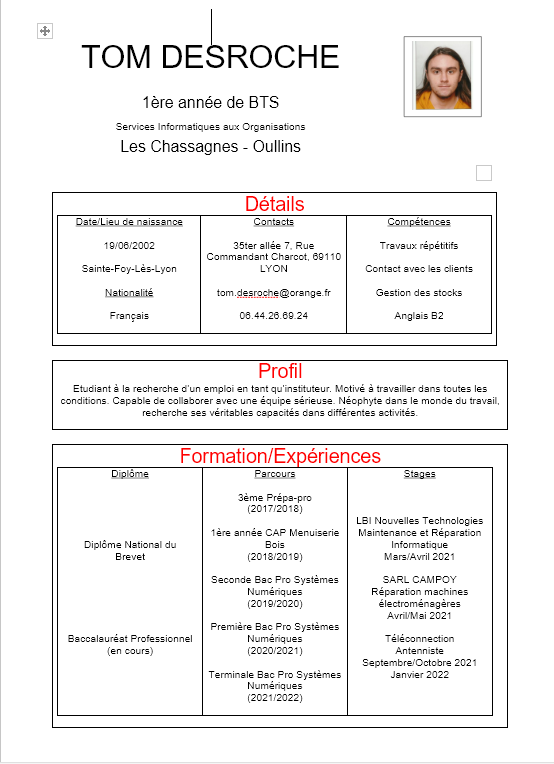 TOM DESROCHE
1ère année de BTS
Services Informatiques aux Organisations
Les Chassagnes - Oullins
Détails
Date/Lieu de naissance
19/06/2002
Sainte-Foy-Lès-Lyon
Nationalité
Français
Contacts
35ter allée 7, Rue
Commandant Charcot, 69110
LYON
tom.desroche@orange.fr
06.44.26.69.24
Compétences
Travaux répétitifs
Contact avec les clients
Gestion des stocks
Anglais B2
Profil
Etudiant à la recherche d'un emploi en tant qu'instituteur. Motivé à travailler dans toutes les
conditions. Capable de collaborer avec une équipe sérieuse. Néophyte dans le monde du travail,
recherche ses véritables capacités dans différentes activités.
Formation/Expériences
Diplôme
Diplôme National du
Brevet
Baccalauréat Professionnel
(en cours)
Parcours
3ème Prépa-pro
(2017/2018)
1ère année CAP Menuiserie
Bois
(2018/2019)
Seconde Bac Pro Systèmes
Numériques
(2019/2020)
Première Bac Pro Systèmes
Numériques
(2020/2021)
Terminale Bac Pro Systèmes
Numériques
(2021/2022)
Stages
LBI Nouvelles Technologies
Maintenance et Réparation
Informatique
Mars/Avril 2021
SARL CAMPOY
Réparation machines
électroménagères
Avril/Mai 2021
Téléconnection
Antenniste
Septembre/Octobre 2021
Janvier 2022